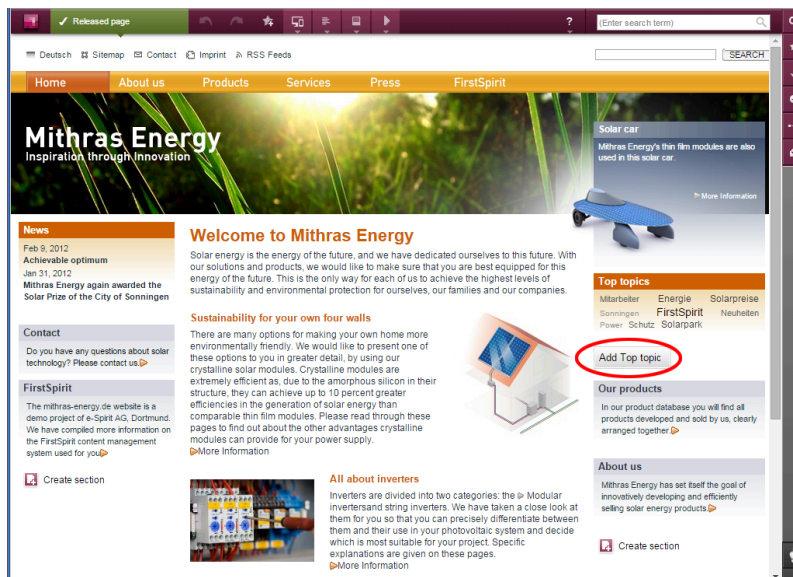 Released page
?
(Enter search term)
Deutsch Sitemap Contact Imprint RSS Feeds
SEARCH
Home About us Products Services Press FirstSpirit
Mithras Energy
Inspiration through Innovation
Solar car
Mithras Energy's thin film modules are also
used in this solar car.
More Information
News
Feb 9, 2012
Achievable optimum
Jan 31, 2012
Mithras Energy again awarded the
Solar Prize of the City of Sonningen
Contact
Do you have any questions about solar
technology? Please contact us.
FirstSpirit
The mithras-energy.de website is a
demo project of e-Spirit AG, Dortmund.
We have compiled more information on
the FirstSpirit content management
system used for you
Create section
Welcome to Mithras Energy
Solar energy is the energy of the future, and we have dedicated ourselves to this future. With
our solutions and products, we would like to make sure that you are best equipped for this
energy of the future. This is the only way for each of us to achieve the highest levels of
sustainability and environmental protection for ourselves, our families and our companies.
Sustainability for your own four walls
There are many options for making your own home more
environmentally friendly. We would like to present one of
these options to you in greater detail, by using our
crystalline solar modules. Crystalline modules are
extremely efficient as, due to the amorphous silicon in their
structure, they can achieve up to 10 percent greater
efficiencies in the generation of solar energy than
comparable thin film modules. Please read through these
pages to find out about the other advantages crystalline
modules can provide for your power supply.
More Information
All about inverters
Inverters are divided into two categories: the Modular
invertersand string inverters. We have taken a close look at
them for you so that you can precisely differentiate between
them and their use in your photovoltaic system and decide
which is most suitable for your project. Specific
explanations are given on these pages.
More Information
Top topics
Mitarbeiter Energie Solarpreise
Sonningen FirstSpirit Neuheiten
Power Schutz Solarpark
Add Top topic
Our products
In our product database you will find all
products developed and sold by us, clearly
arranged together.
About us
Mithras Energy has set itself the goal of
innovatively developing and efficiently
selling solar energy products.
Create section